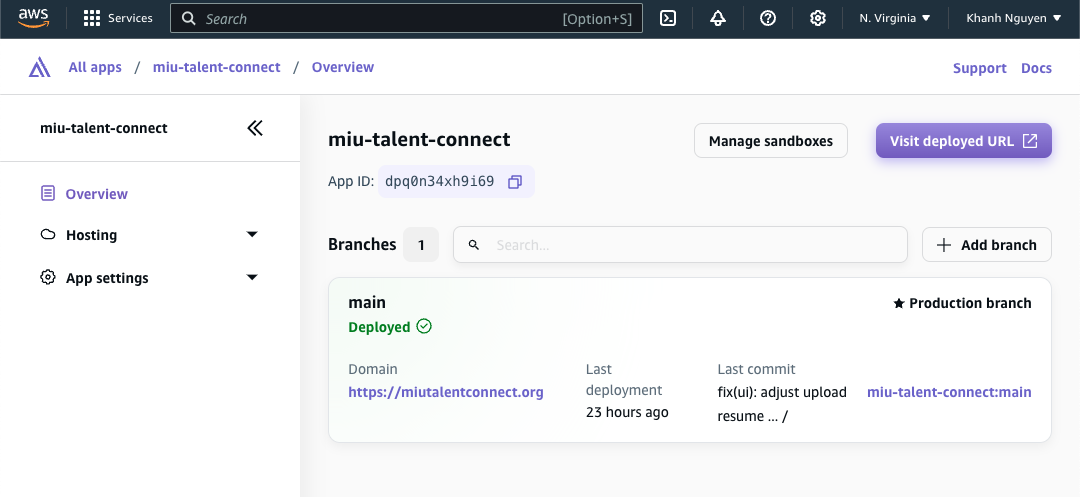 aws Services Search [Option+S] N. Virginia Khanh Nguyen
All apps / miu-talent-connect / Overview Support Docs
miu-talent-connect
Overview
Hosting
App settings
miu-talent-connect Manage sandboxes Visit deployed URL
App ID: dpq0n34xh9i69
Branches 1 Search... Add branch
main Production branch
Deployed
Domain
https://miutalentconnect.org
Last
deployment
23 hours ago
Last commit
fix(ui): adjust upload
resume ... /
miu-talent-connect:main